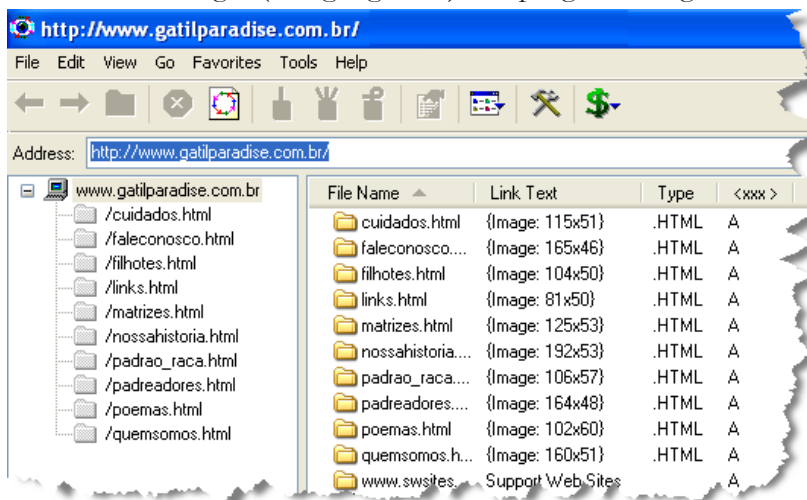 http://www.gatilparadise.com.br/
File Edit View Go Favorites Tools Help
Address: http://www.gatilparadise.com.br/
www.gatilparadise.com.br
/cuidados.html
/faleconosco.html
/filhotes.html
/links.html
/matrizes.html
/nossahistoria.html
/padrao_raca.html
/padreadores.html
/poemas.html
/quemsomos.html
File Name Link Text Type <xxx>
cuidados.html {Image: 115x51} .HTML A
faleconosco.... {Image: 165x46} .HTML A
filhotes.html {Image: 104x50} .HTML A
links.html {Image: 81x50} .HTML A
matrizes.html {Image: 125x53} .HTML A
nossahistoria.... {Image: 192x53} .HTML A
padrao_raca.... {Image: 106x57} .HTML A
padreadores.... {Image: 164x48} .HTML A
poemas.html {Image: 102x60} .HTML A
quemsomos.h... {Image: 160x51} .HTML A
www.swsites... Support Web Sites A